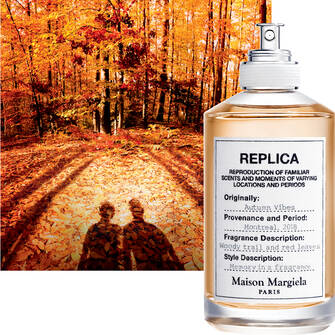 REPLICA
REPRODUCTION OF FAMILIAR
SCENTS AND MOMENTS OF VARYING
LOCATIONS AND PERIODS
Originally:
Autumn Vibes
Provenance and Period:
Montreal, 2018
Fragrance Description:
Woody trail and red leaves
Style Description:
Memory in a fragrance
Maison Margiela
PARIS